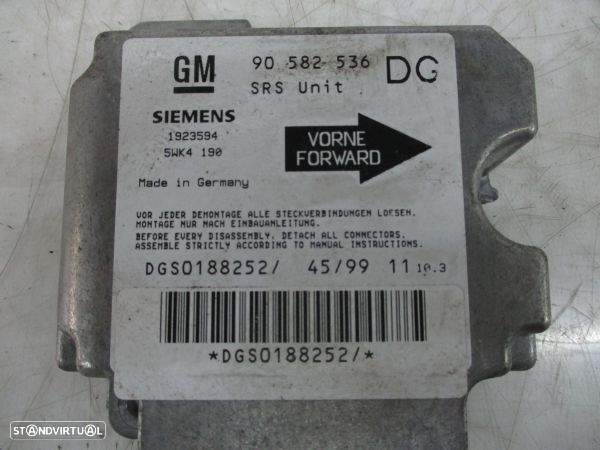 GM 90 582 536 DG
SRS Unit
SIEMENS
1923594
5WK4 190
VORNE
FORWARD
Made in Germany
VOR JEDER DEMONTAGE ALLE STECKVERBINDUNGEN LOESEN.
MONTAGE NUR NACH EINBAUANLEITUNG.
BEFORE EVERY DISASSEMBLY, DETACH ALL CONNECTORS.
ASSEMBLE STRICTLY ACCORDING TO MANUAL INSTRUCTIONS.
DGS0188252/ 45/99 11 10.3
*DGS0188252/*
STANDVIRTUAL